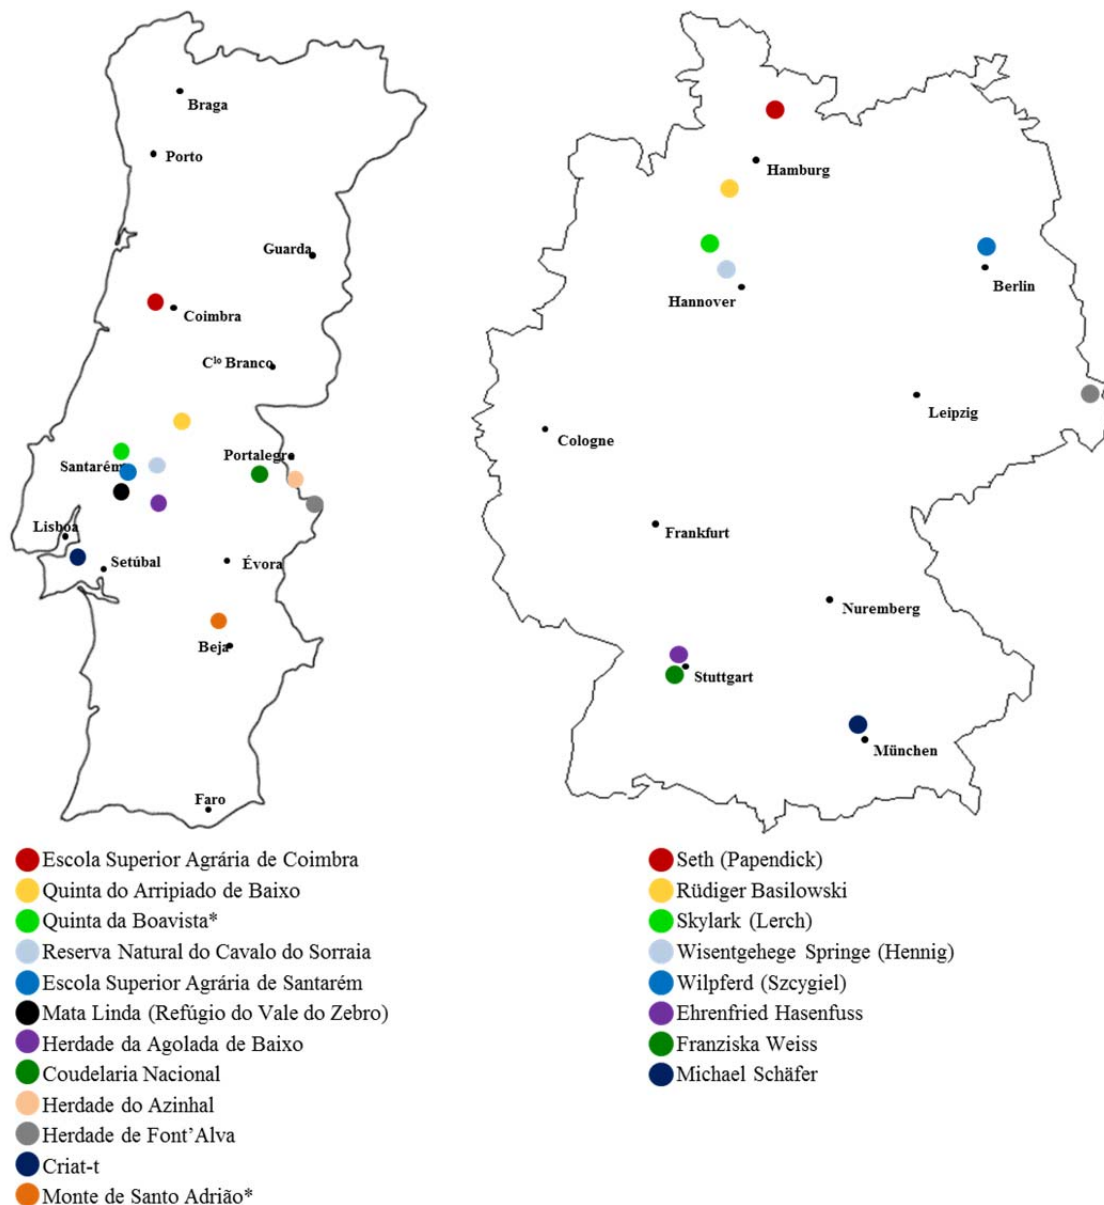 Braga
Porto
Guarda
Coimbra
Cᴵᵒ Branco
Santarém
Portalegre
Lisboa
Setúbal
Évora
Beja
Faro
Hamburg
Hannover
Berlin
Leipzig
Cologne
Frankfurt
Nuremberg
Stuttgart
München
Escola Superior Agrária de Coimbra
Quinta do Arripiado de Baixo
Quinta da Boavista*
Reserva Natural do Cavalo do Sorraia
Escola Superior Agrária de Santarém
Mata Linda (Refúgio do Vale do Zebro)
Herdade da Agolada de Baixo
Coudelaria Nacional
Herdade do Azinhal
Herdade de Font'Alva
Criat-t
Monte de Santo Adrião*
Seth (Papendick)
Rüdiger Basilowski
Skylark (Lerch)
Wisentgehege Springe (Hennig)
Wilpferd (Szcygiel)
Ehrenfried Hasenfuss
Franziska Weiss
Michael Schäfer